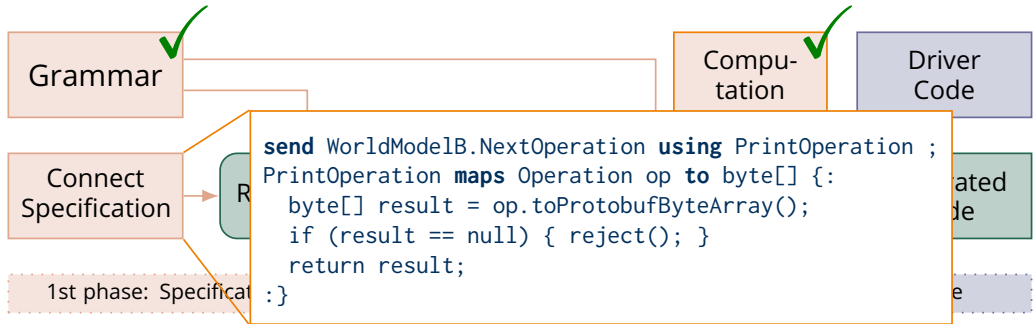 Grammar
Compu-
tation
Driver
Code
Connect
Specification
send WorldModelB.NextOperation using PrintOperation ;
PrintOperation maps Operation op to byte[] {:
  byte[] result = op.toProtobufByteArray();
  if (result == null) { reject(); }
  return result;
:}
1st phase: